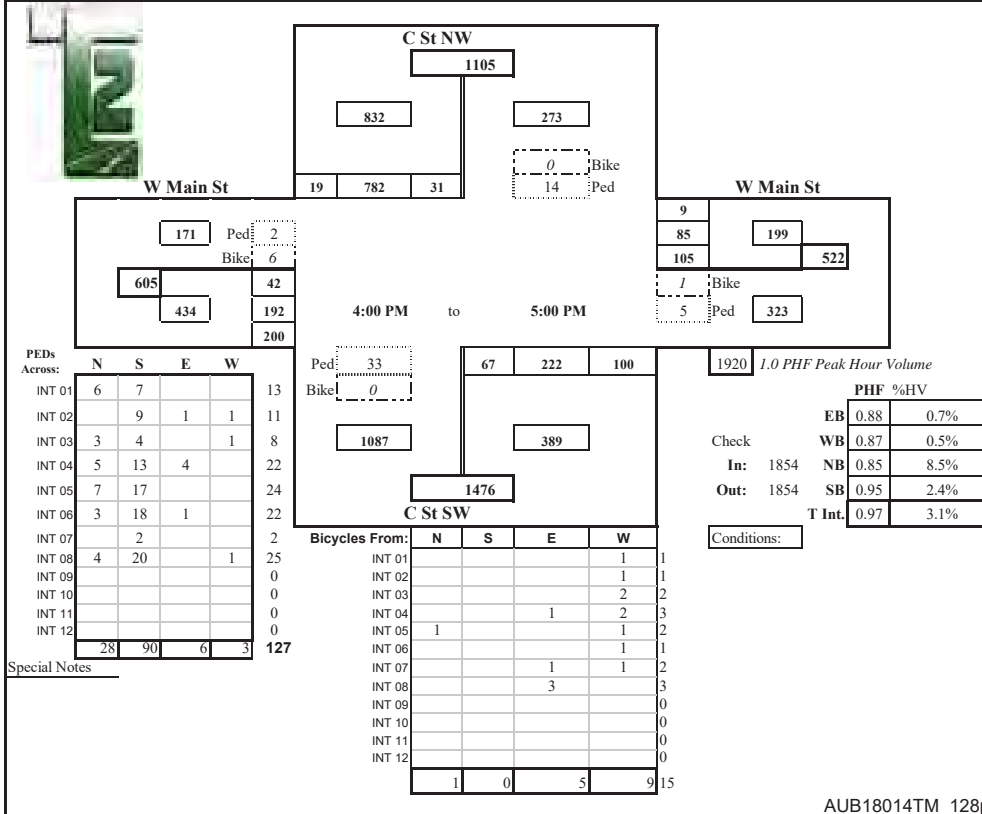 C St NW
1105
832 273
0 Bike
19 782 31 14 Ped
W Main St W Main St
9
171 Ped 2 85 199
Bike 6 105 522
605 42 1 Bike
434 192 4:00 PM to 5:00 PM 5 Ped 323
200
PEDs
Across: N S E W Ped 33 67 222 100 1920 1.0 PHF Peak Hour Volume
INT 01 6 7 13 Bike 0 PHF %HV
INT 02 9 1 1 11 EB 0.88 0.7%
INT 03 3 4 1 8 1087 389 Check WB 0.87 0.5%
INT 04 5 13 4 22 In: 1854 NB 0.85 8.5%
INT 05 7 17 24 1476 Out: 1854 SB 0.95 2.4%
INT 06 3 18 1 22 C St SW T Int. 0.97 3.1%
INT 07 2 2 Bicycles From: N S E W Conditions:
INT 08 4 20 1 25 INT 01 1 1
INT 09 0 INT 02 1 1
INT 10 0 INT 03 2 2
INT 11 0 INT 04 1 2 3
INT 12 0 INT 05 1 1 2
28 90 6 3 127 INT 06 1 1
Special Notes INT 07 1 1 2
INT 08 3 3
INT 09 0
INT 10 0
INT 11 0
INT 12 0
1 0 5 9 15
AUB18014TM_128p